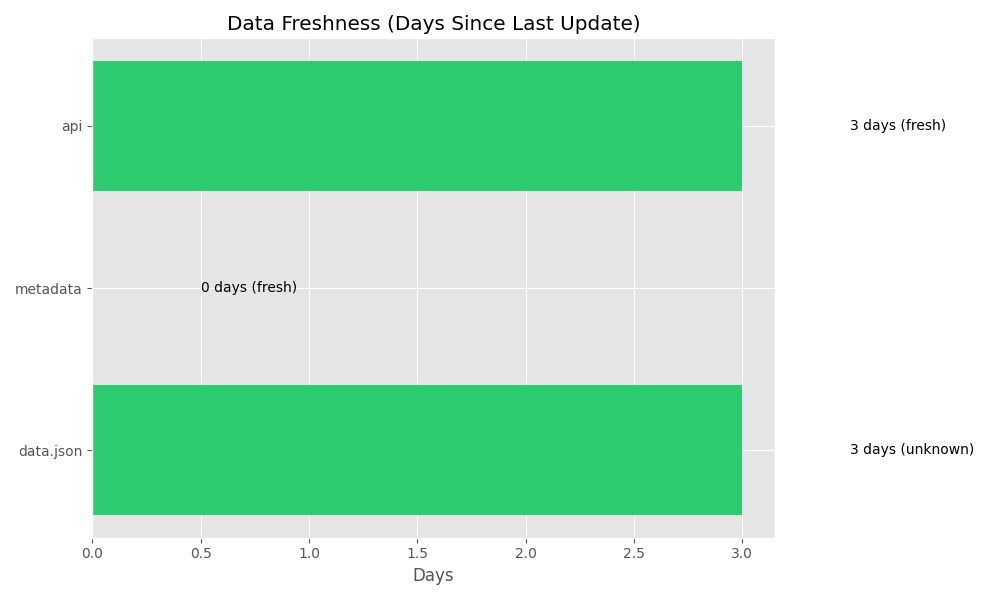 Data Freshness (Days Since Last Update)
api
3 days (fresh)
metadata
0 days (fresh)
data.json
3 days (unknown)
0.0 0.5 1.0 1.5 2.0 2.5 3.0
Days